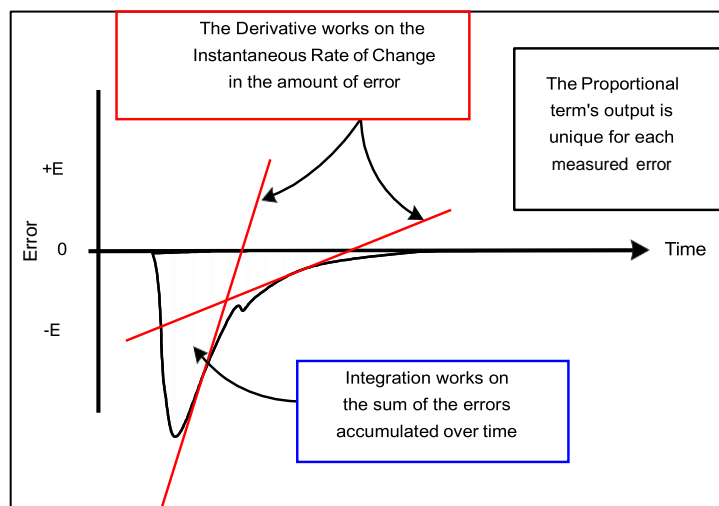 The Derivative works on the
Instantaneous Rate of Change
in the amount of error
The Proportional
term's output is
unique for each
measured error
+E
Error
0
Time
-E
Integration works on
the sum of the errors
accumulated over time